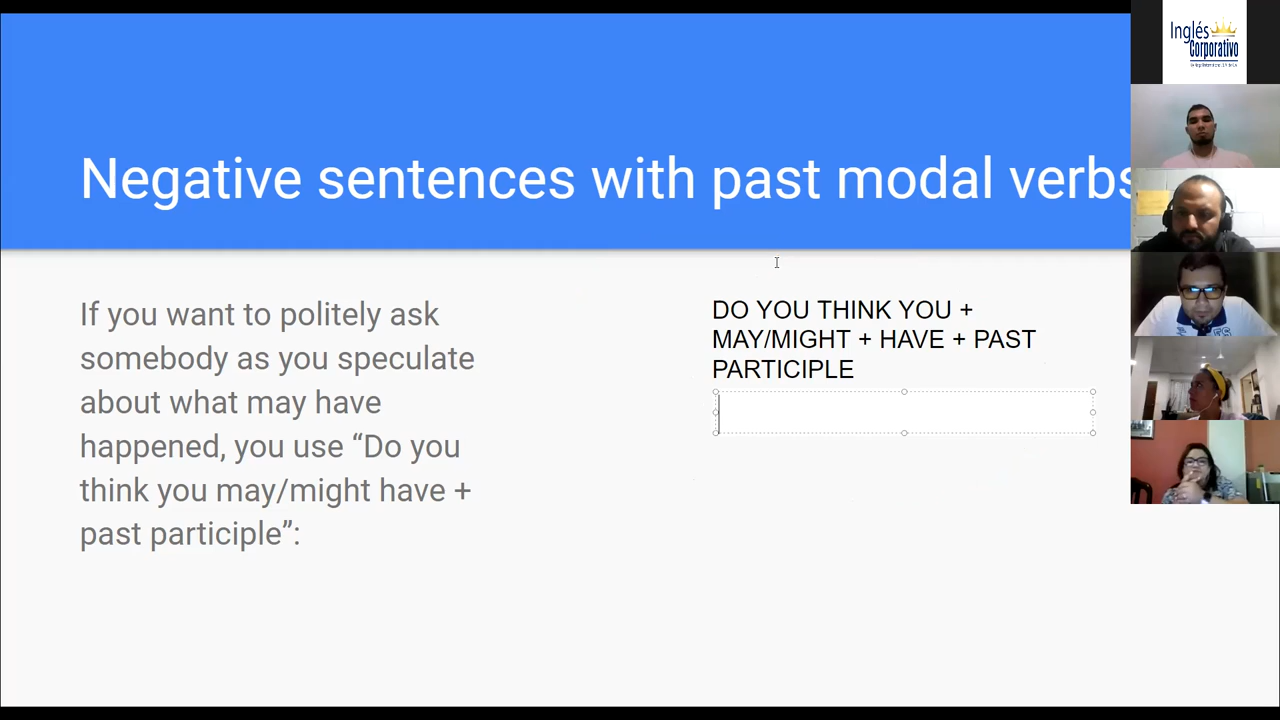 Negative sentences with past modal verbs
If you want to politely ask
somebody as you speculate
about what may have
happened, you use “Do you
think you may/might have +
past participle”:
DO YOU THINK YOU +
MAY/MIGHT + HAVE + PAST
PARTICIPLE
Inglés
Corporativo